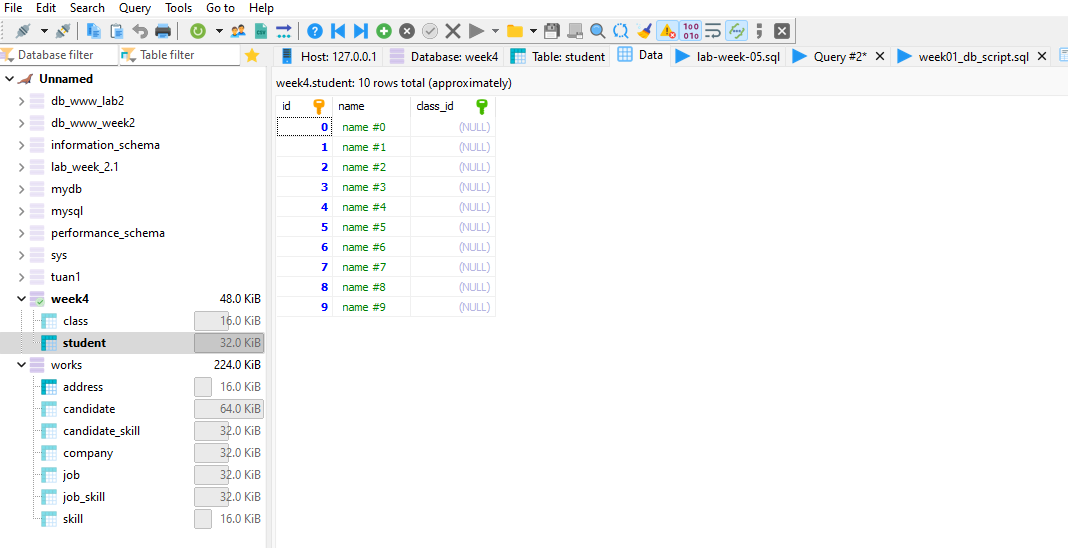 File Edit Search Query Tools Go to Help
Database filter Table filter Host: 127.0.0.1 Database: week4 Table: student Data lab-week-05.sql Query #2* week01_db_script.sql
week4.student: 10 rows total (approximately)
id name class_id
0 name #0 (NULL)
1 name #1 (NULL)
2 name #2 (NULL)
3 name #3 (NULL)
4 name #4 (NULL)
5 name #5 (NULL)
6 name #6 (NULL)
7 name #7 (NULL)
8 name #8 (NULL)
9 name #9 (NULL)
Unnamed
db_www_lab2
db_www_week2
information_schema
lab_week_2.1
mydb
mysql
performance_schema
sys
tuan1
week4 48.0 KiB
class 16.0 KiB
student 32.0 KiB
works 224.0 KiB
address 16.0 KiB
candidate 64.0 KiB
candidate_skill 32.0 KiB
company 32.0 KiB
job 32.0 KiB
job_skill 32.0 KiB
skill 16.0 KiB